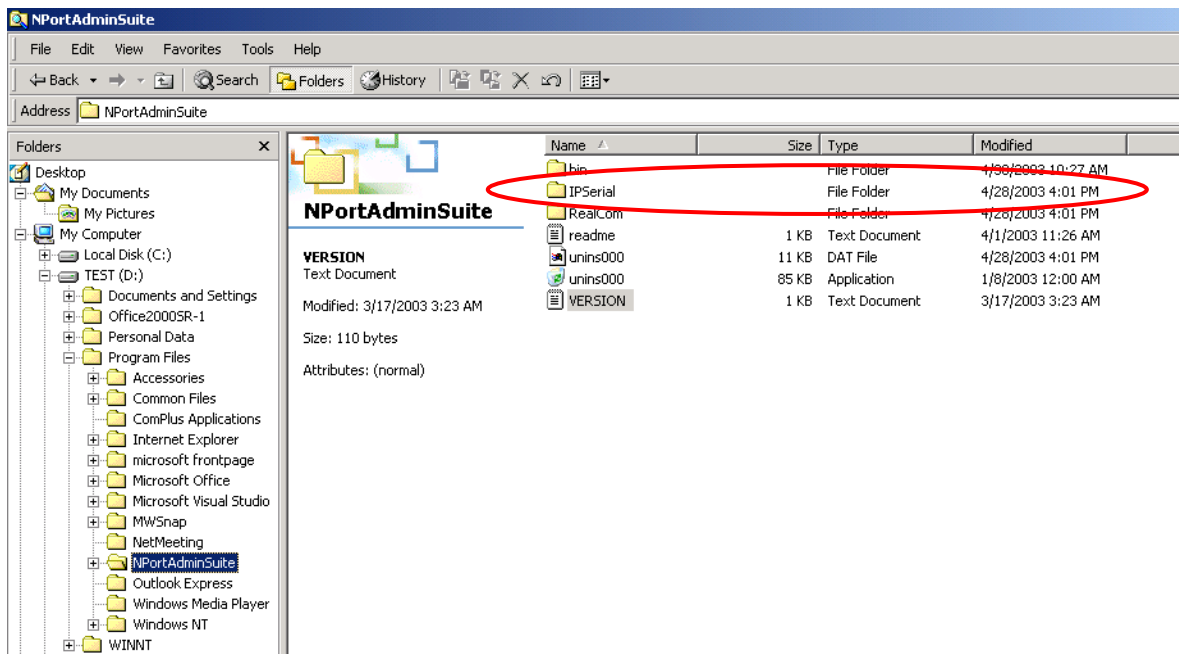 NPortAdminSuite
File Edit View Favorites Tools Help
Back Search Folders History
Address NPortAdminSuite
Folders x
Desktop
My Documents
My Pictures
My Computer
Local Disk (C:)
TEST (D:)
Documents and Settings
Office2000SR-1
Personal Data
Program Files
Accessories
Common Files
ComPlus Applications
Internet Explorer
microsoft frontpage
Microsoft Office
Microsoft Visual Studio
MWSnap
NetMeeting
NPortAdminSuite
Outlook Express
Windows Media Player
Windows NT
WINNT
NPortAdminSuite
VERSION
Text Document
Modified: 3/17/2003 3:23 AM
Size: 110 bytes
Attributes: (normal)
Name Size Type Modified
bin File Folder 4/30/2003 10:27 AM
IPSerial File Folder 4/28/2003 4:01 PM
RealCom File Folder 4/28/2003 4:01 PM
readme 1 KB Text Document 4/1/2003 11:26 AM
unins000 11 KB DAT File 4/28/2003 4:01 PM
unins000 85 KB Application 1/8/2003 12:00 AM
VERSION 1 KB Text Document 3/17/2003 3:23 AM